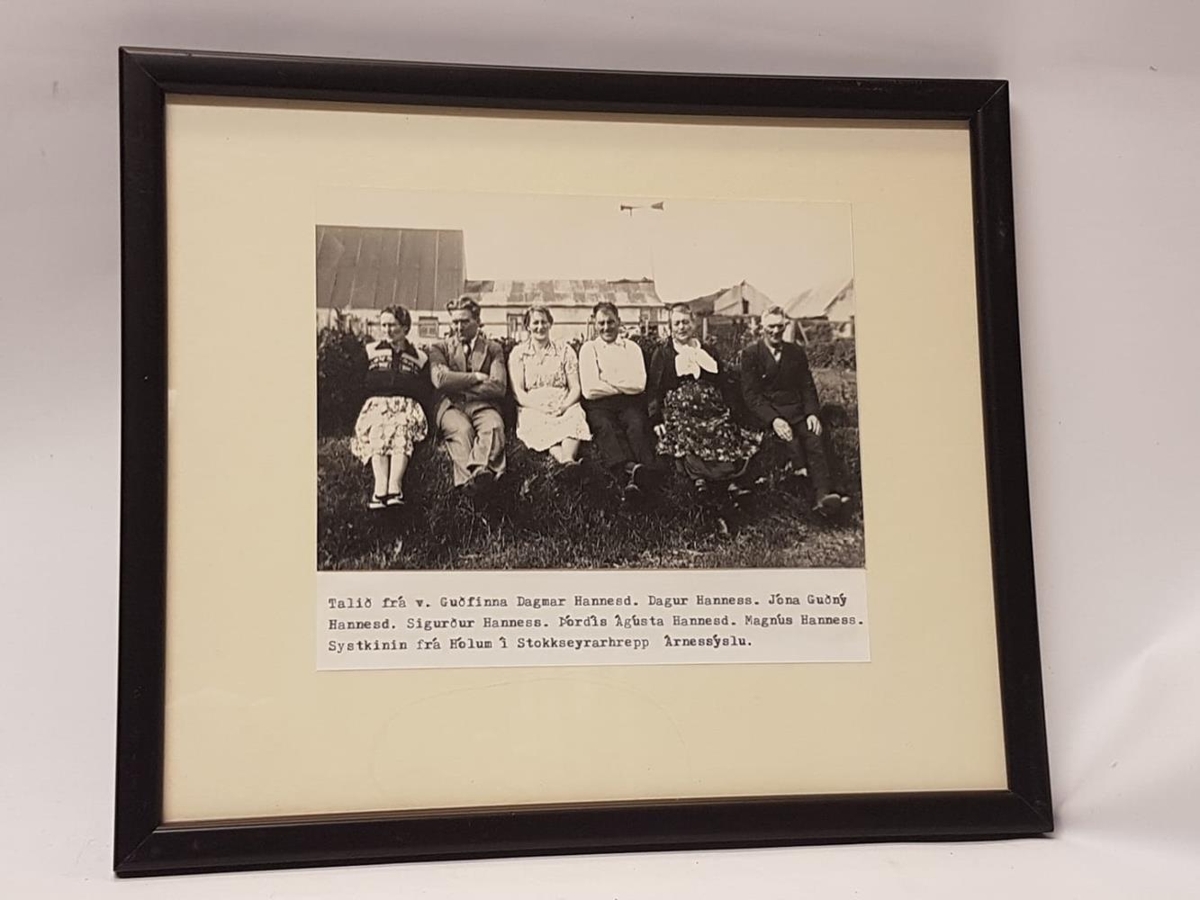 Talið frá v. Guðfinna Dagmar Hannesd. Dagur Hanness. Jóna Guðný
Hannesd. Sigurður Hanness. Þordís Ágústa Hannesd. Magnús Hanness.
Systkinin frá Hólum í Stokkseyrarhrepp Árnessýslu.